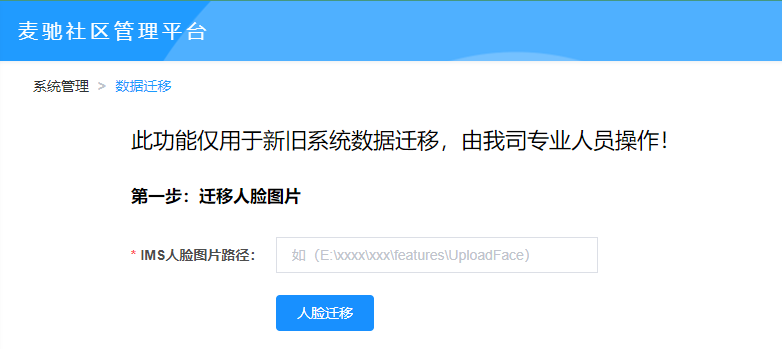 麦驰社区管理平台
系统管理 > 数据迁移
此功能仅用于新旧系统数据迁移，由我司专业人员操作！
第一步：迁移人脸图片
* IMS人脸图片路径： 如（E:\xxxx\xxx\features\UploadFace）
人脸迁移